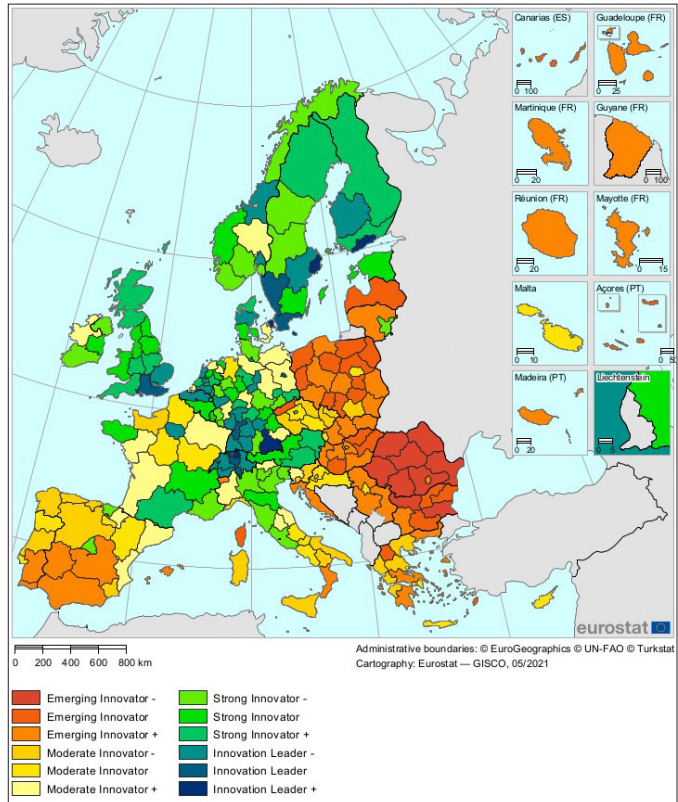 Canarias (ES)
0 100
Guadeloupe (FR)
0 25
Martinique (FR)
0 20
Guyane (FR)
0 100
Réunion (FR)
0 20
Mayotte (FR)
0 15
Malta
0 10
Açores (PT)
0 50
Madeira (PT)
0 20
Liechtenstein
0 5
eurostat
0 200 400 600 800 km
Administrative boundaries: © EuroGeographics © UN-FAO © Turkstat
Cartography: Eurostat — GISCO, 05/2021
Emerging Innovator -
Emerging Innovator
Emerging Innovator +
Moderate Innovator -
Moderate Innovator
Moderate Innovator +
Strong Innovator -
Strong Innovator
Strong Innovator +
Innovation Leader -
Innovation Leader
Innovation Leader +